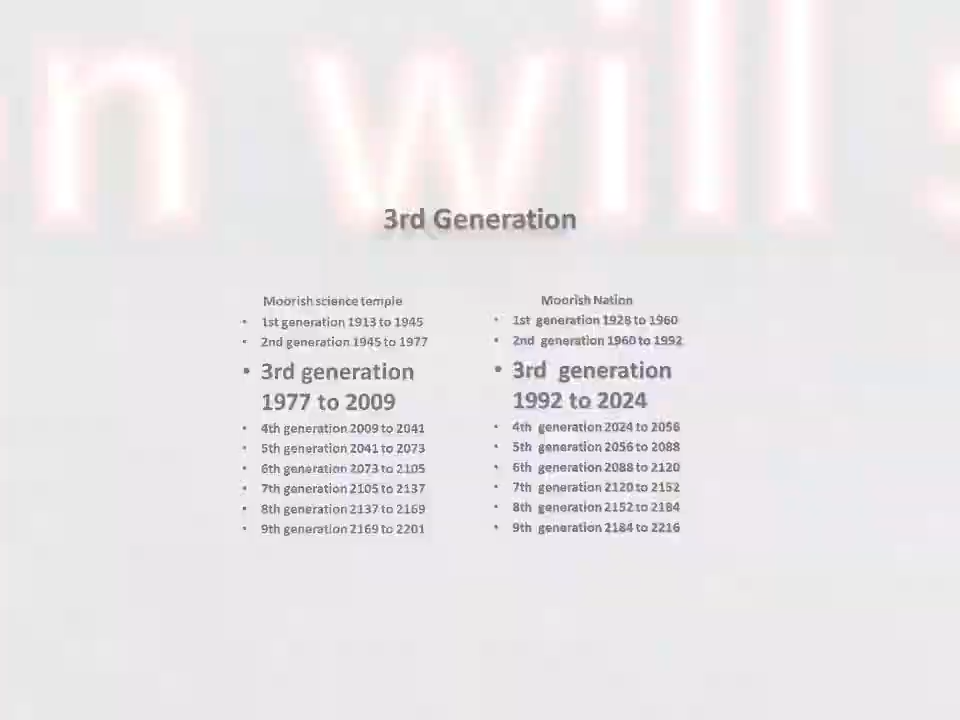 n will
3rd Generation
Moorish science temple
• 1st generation 1913 to 1945
• 2nd generation 1945 to 1977
• 3rd generation
1977 to 2009
• 4th generation 2009 to 2041
• 5th generation 2041 to 2073
• 6th generation 2073 to 2105
• 7th generation 2105 to 2137
• 8th generation 2137 to 2169
• 9th generation 2169 to 2201
Moorish Nation
• 1st generation 1928 to 1960
• 2nd generation 1960 to 1992
• 3rd generation
1992 to 2024
• 4th generation 2024 to 2056
• 5th generation 2056 to 2088
• 6th generation 2088 to 2120
• 7th generation 2120 to 2152
• 8th generation 2152 to 2184
• 9th generation 2184 to 2216